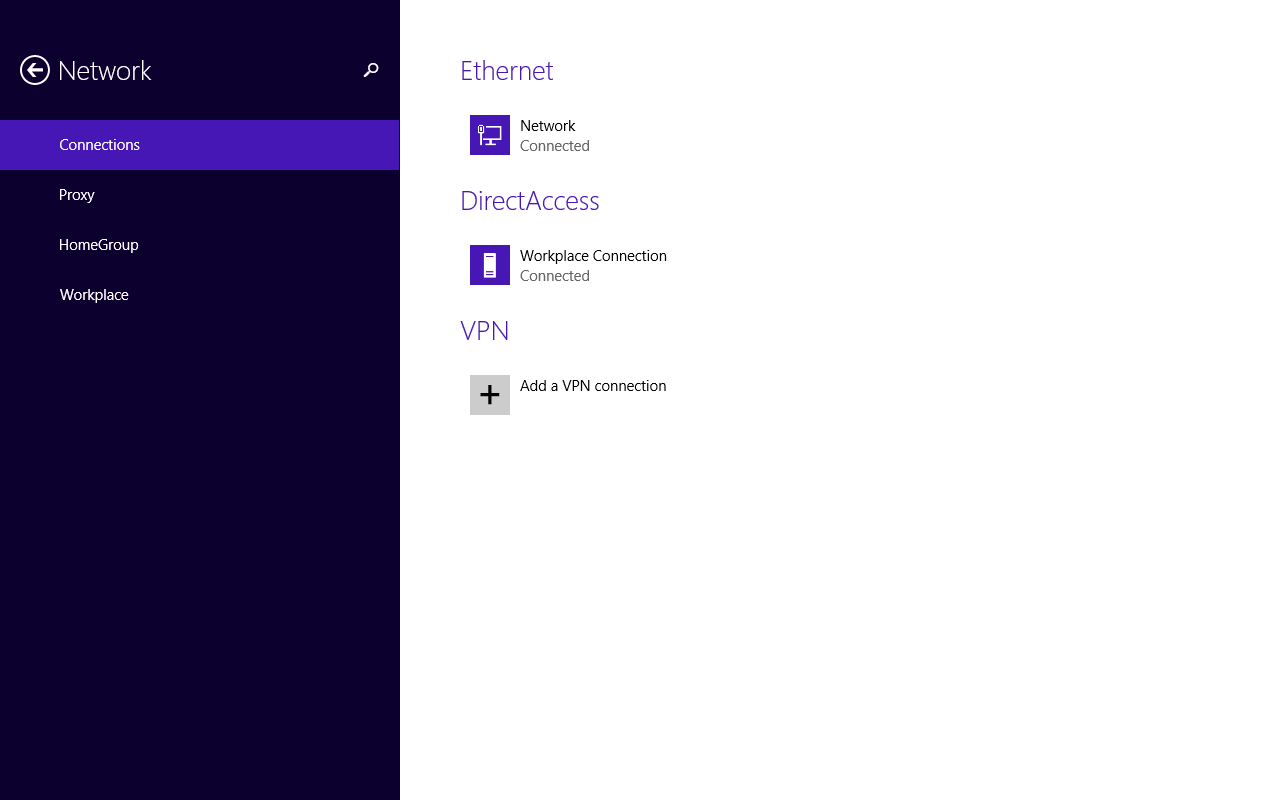 Network
Connections
Proxy
HomeGroup
Workplace
Ethernet
Network
Connected
DirectAccess
Workplace Connection
Connected
VPN
Add a VPN connection